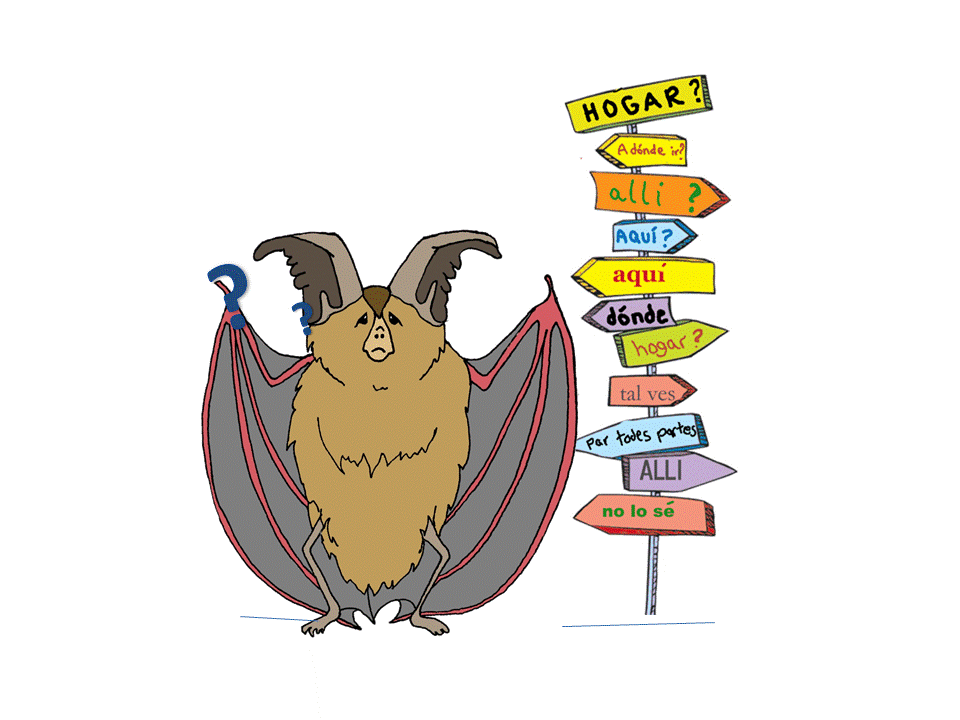 HOGAR?
A dónde ir?
alli ?
AQUÍ?
aquí
dónde
hogar?
tal ves
par todes partes
ALLI
no lo sé
?
?